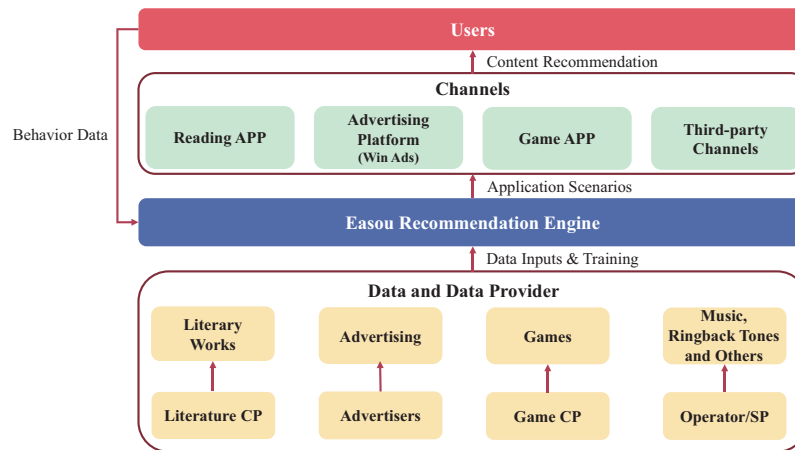 Users
Content Recommendation
Channels
Behavior Data
Reading APP
Advertising
Platform
(Win Ads)
Game APP
Third-party
Channels
Application Scenarios
Easou Recommendation Engine
Data Inputs & Training
Data and Data Provider
Literary
Works
Advertising
Games
Music,
Ringback Tones
and Others
Literature CP
Advertisers
Game CP
Operator/SP